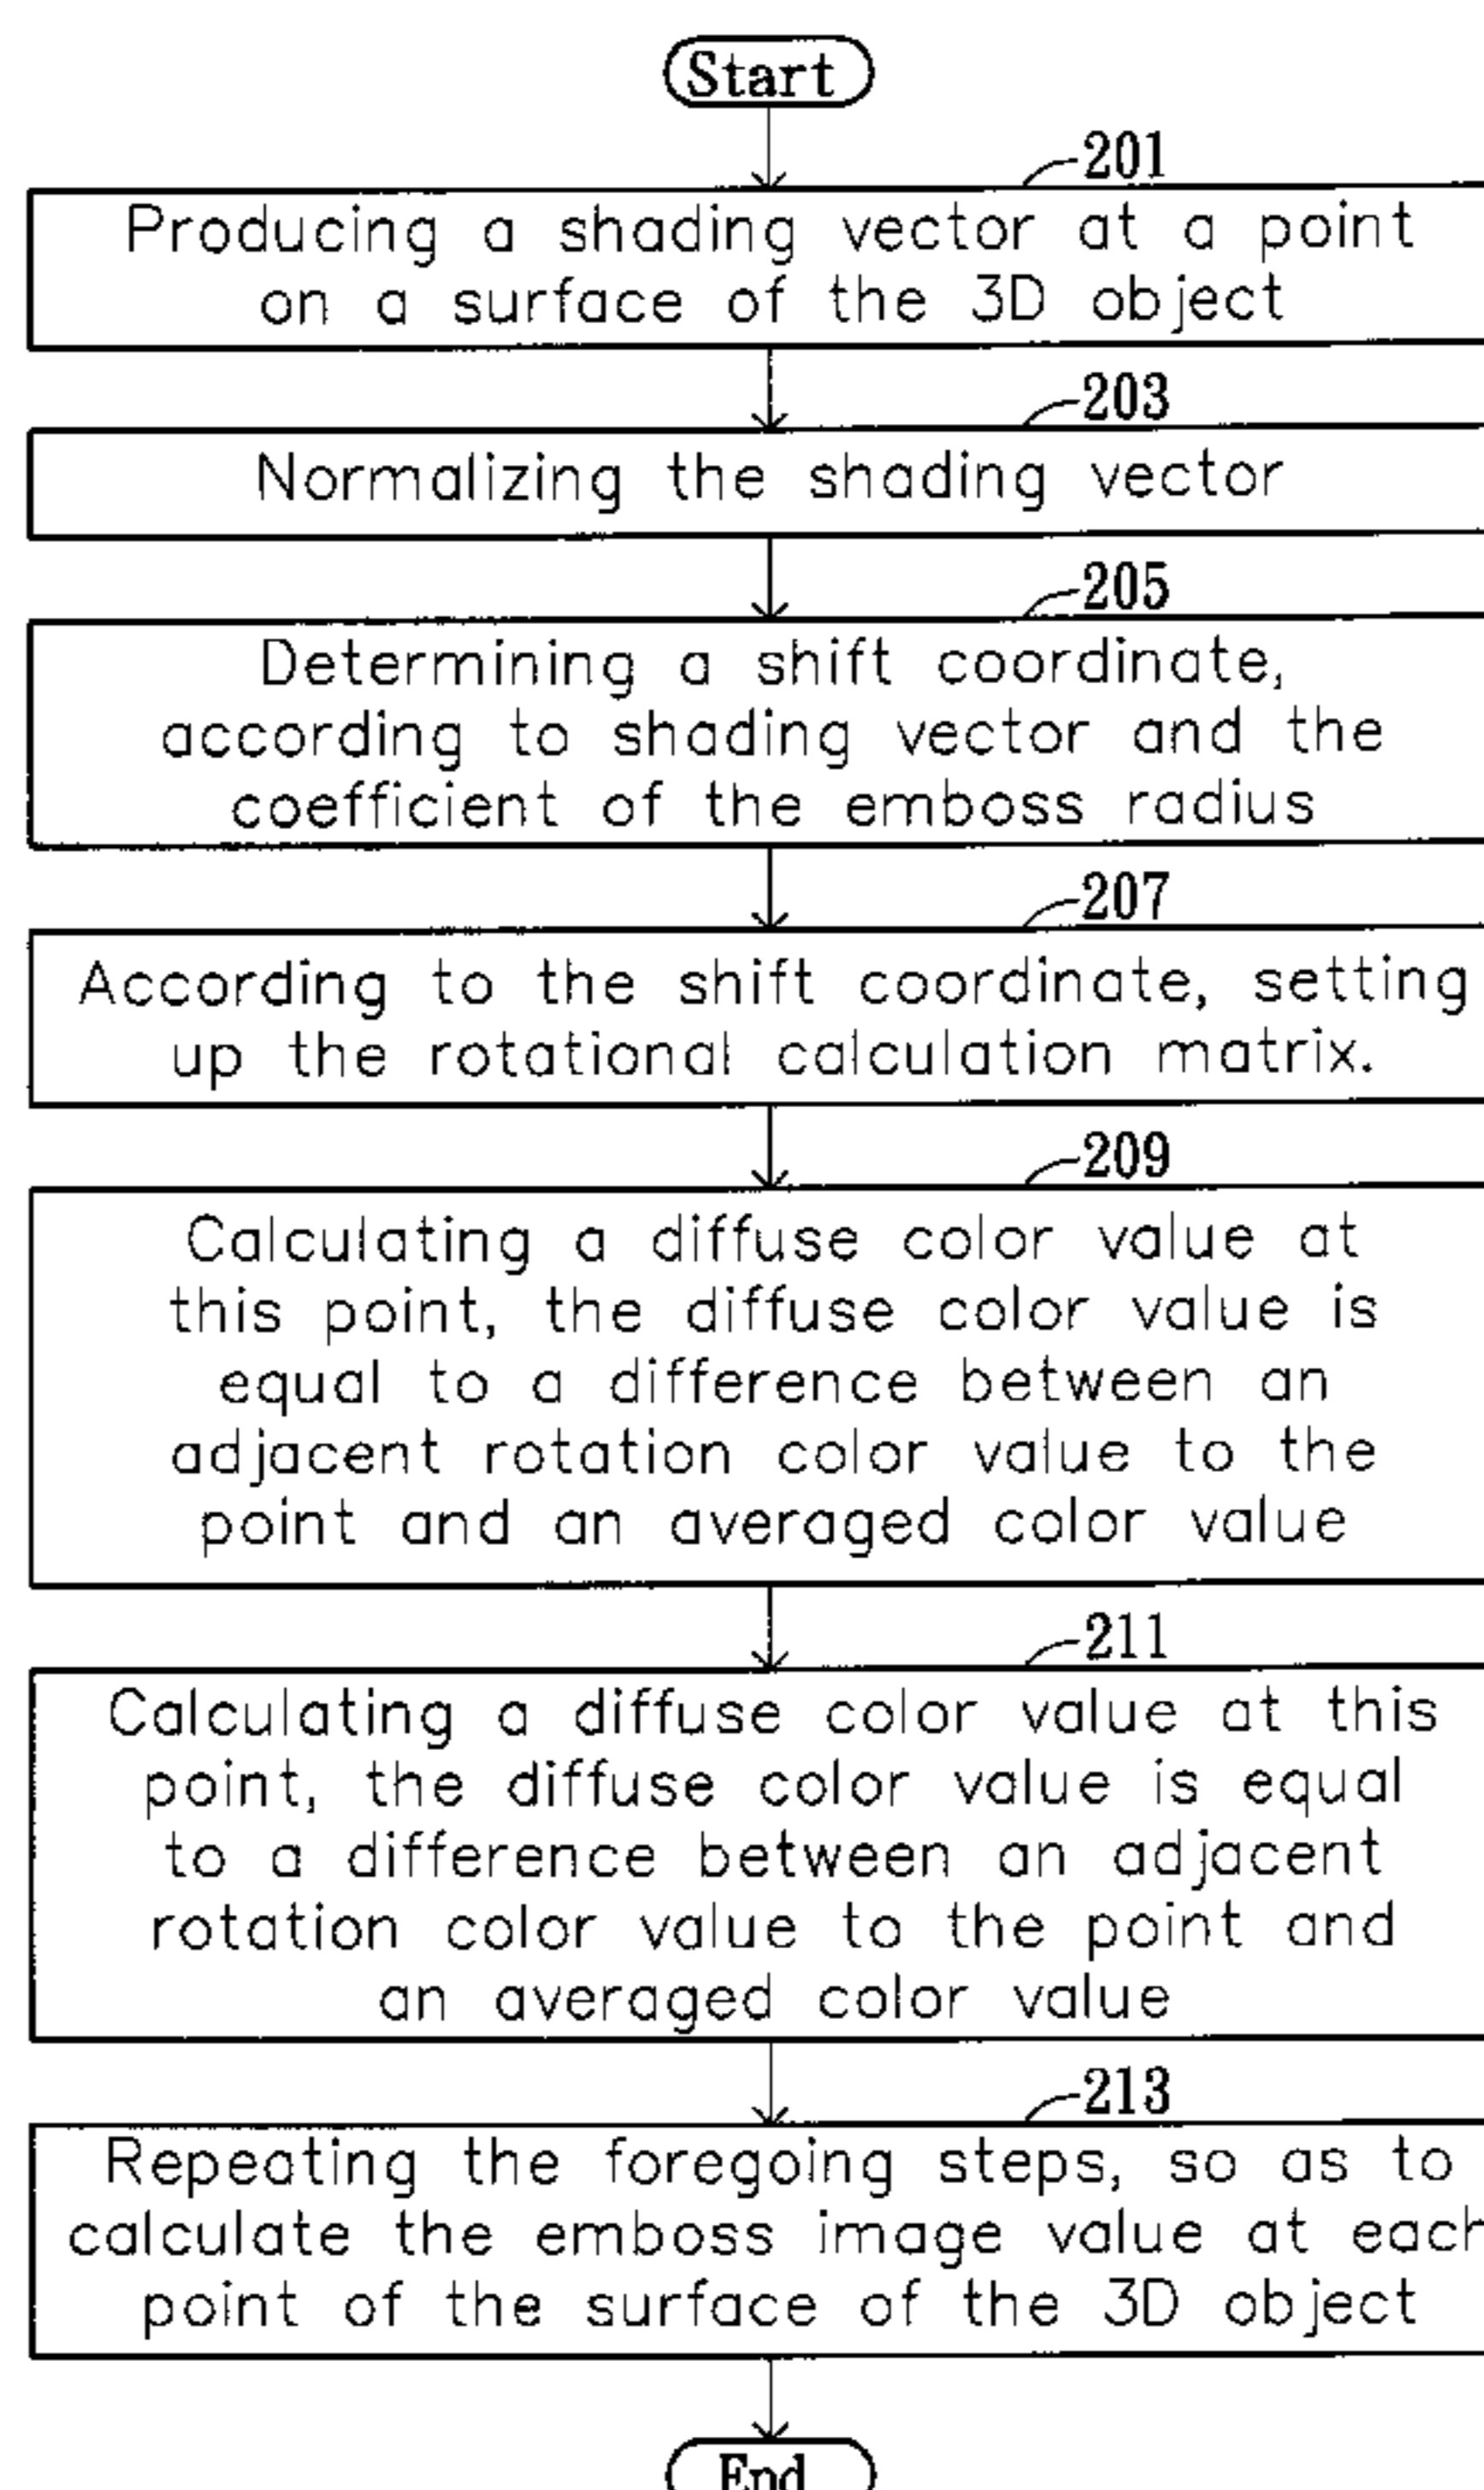 Start
201
Producing a shading vector at a point
on a surface of the 3D object
203
Normalizing the shading vector
205
Determining a shift coordinate,
according to shading vector and the
coefficient of the emboss radius
207
According to the shift coordinate, setting
up the rotational calculation matrix.
209
Calculating a diffuse color value at
this point, the diffuse color value is
equal to a difference between an
adjacent rotation color value to the
point and an averaged color value
211
Calculating a diffuse color value at this
point, the diffuse color value is equal
to a difference between an adjacent
rotation color value to the point and
an averaged color value
213
Repeating the foregoing steps, so as to
calculate the emboss image value at each
point of the surface of the 3D object
End